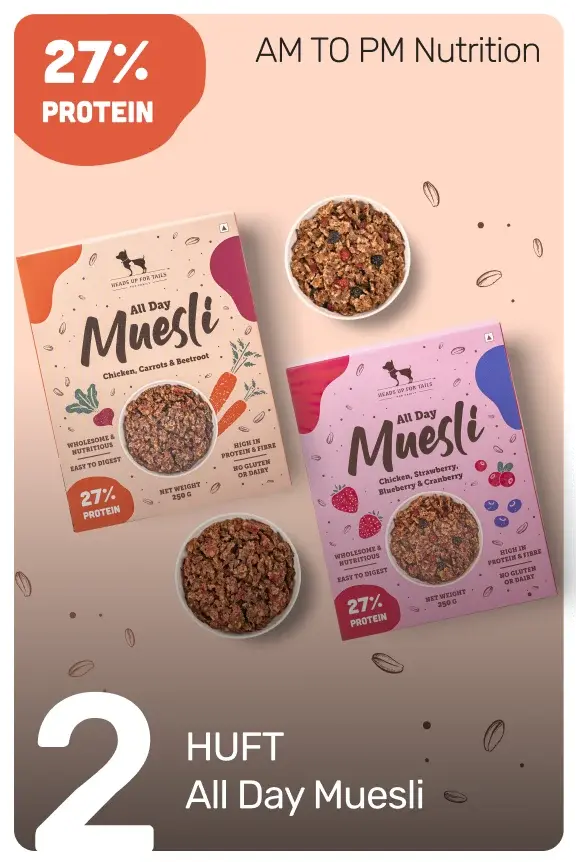 27%
PROTEIN
AM TO PM Nutrition
HEADS UP FOR TAILS
All Day
Muesli
Chicken, Carrots & Beetroot
WHOLESOME &
NUTRITIOUS
EASY TO DIGEST
HIGH IN
PROTEIN & FIBRE
NO GLUTEN
OR DAIRY
27%
PROTEIN
NET WEIGHT
250 G
HEADS UP FOR TAILS
All Day
Muesli
Chicken, Strawberry,
Blueberry & Cranberry
WHOLESOME &
NUTRITIOUS
EASY TO DIGEST
HIGH IN
PROTEIN & FIBRE
NO GLUTEN
OR DAIRY
27%
PROTEIN
NET WEIGHT
250 G
2
HUFT
All Day Muesli